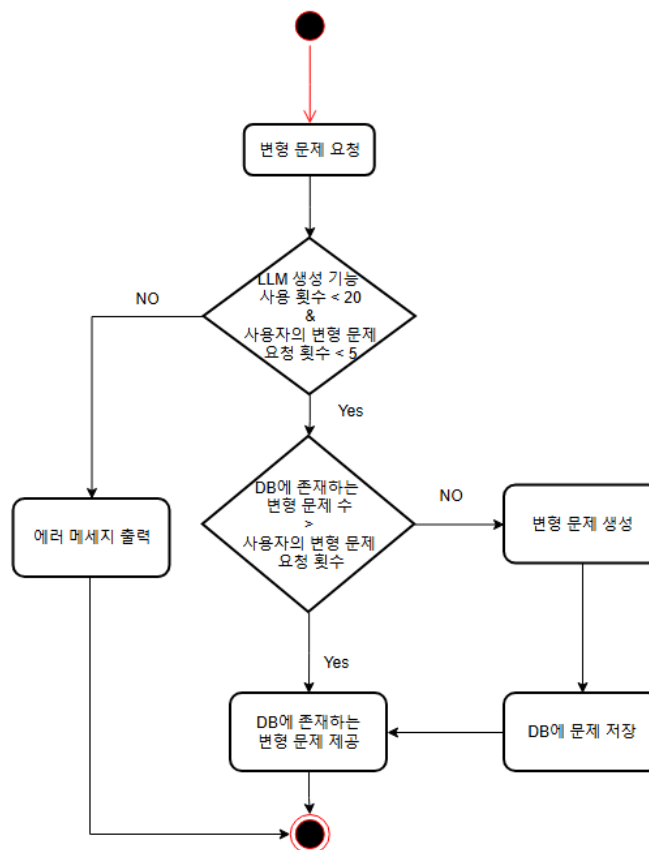 변형 문제 요청
LLM 생성 기능
사용 횟수 < 20
&
사용자의 변형 문제
요청 횟수 < 5
NO
Yes
DB에 존재하는
변형 문제 수
>
사용자의 변형 문제
요청 횟수
NO
변형 문제 생성
에러 메세지 출력
Yes
DB에 존재하는
변형 문제 제공
DB에 문제 저장